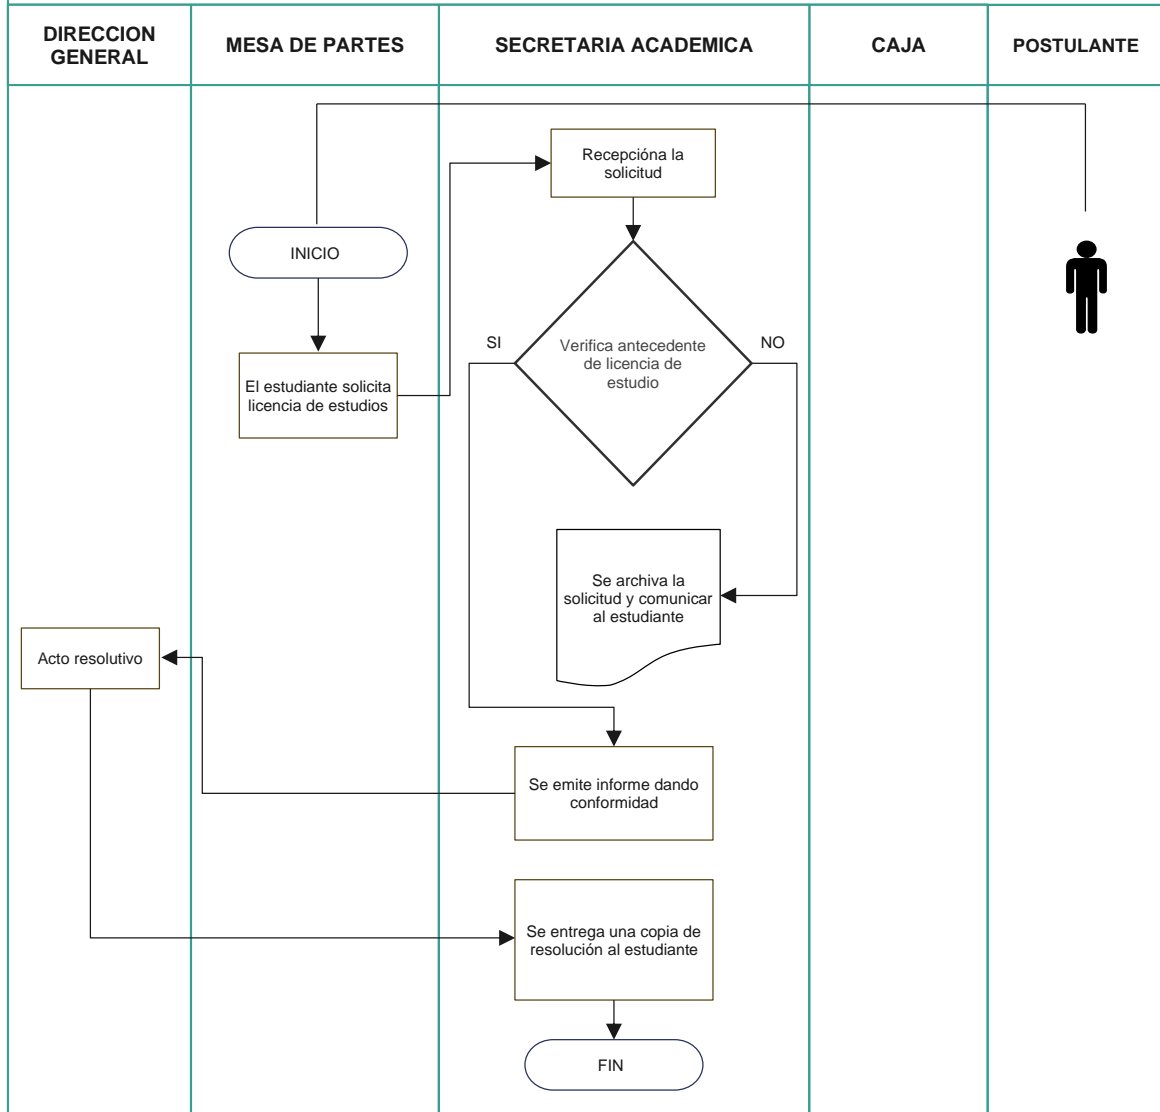 DIRECCION
GENERAL
MESA DE PARTES
SECRETARIA ACADEMICA
CAJA
POSTULANTE
Recepcióna la
solicitud
INICIO
SI
Verifica antecedente
de licencia de
estudio
NO
El estudiante solicita
licencia de estudios
Se archiva la
solicitud y comunicar
al estudiante
Acto resolutivo
Se emite informe dando
conformidad
Se entrega una copia de
resolución al estudiante
FIN